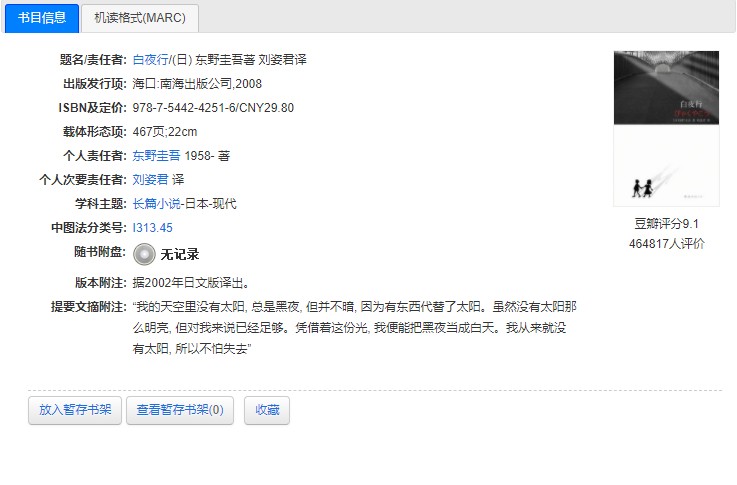 书目信息 机读格式(MARC)
题名/责任者: 白夜行/(日) 东野圭吾著 刘姿君译
出版发行项: 海口:南海出版公司,2008
ISBN及定价: 978-7-5442-4251-6/CNY29.80
载体形态项: 467页;22cm
个人责任者: 东野圭吾 1958- 著
个人次要责任者: 刘姿君 译
学科主题: 长篇小说-日本-现代
中图法分类号: I313.45
随书附盘: 无记录
版本附注: 据2002年日文版译出。
提要文摘附注: “我的天空里没有太阳, 总是黑夜, 但并不暗, 因为有东西代替了太阳。虽然没有太阳那
么明亮, 但对我来说已经足够。凭借着这份光, 我便能把黑夜当成白天。我从来就没
有太阳, 所以不怕失去”
白夜行
豆瓣评分9.1
464817人评价
放入暂存书架 查看暂存书架(0) 收藏